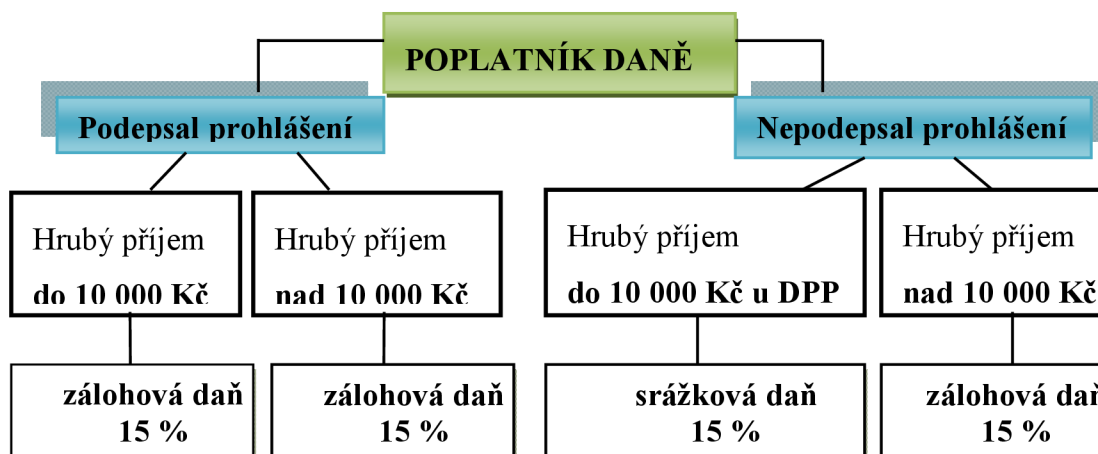 POPLATNÍK DANĚ
Podepsal prohlášení
Nepodepsal prohlášení
Hrubý příjem
do 10 000 Kč
Hrubý příjem
nad 10 000 Kč
Hrubý příjem
do 10 000 Kč u DPP
Hrubý příjem
nad 10 000 Kč
zálohová daň
15 %
zálohová daň
15 %
srážková daň
15 %
zálohová daň
15 %